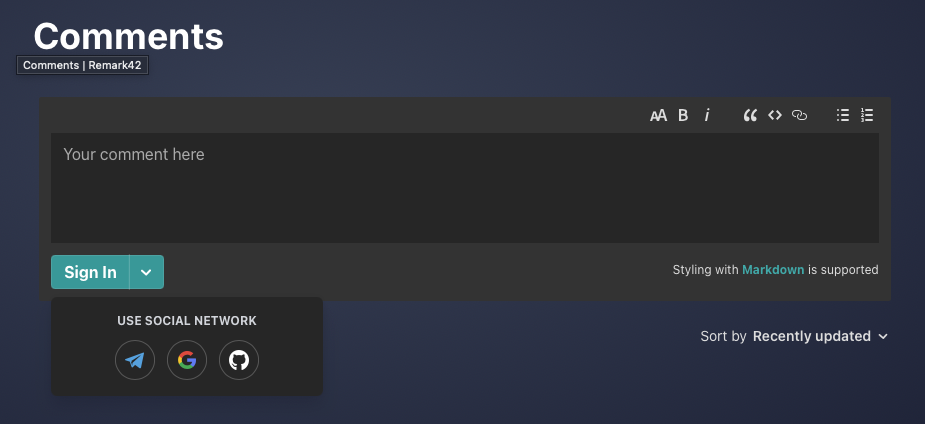 Comments
Comments | Remark42
AA B i
Your comment here
Sign In
Styling with Markdown is supported
USE SOCIAL NETWORK
Sort by Recently updated